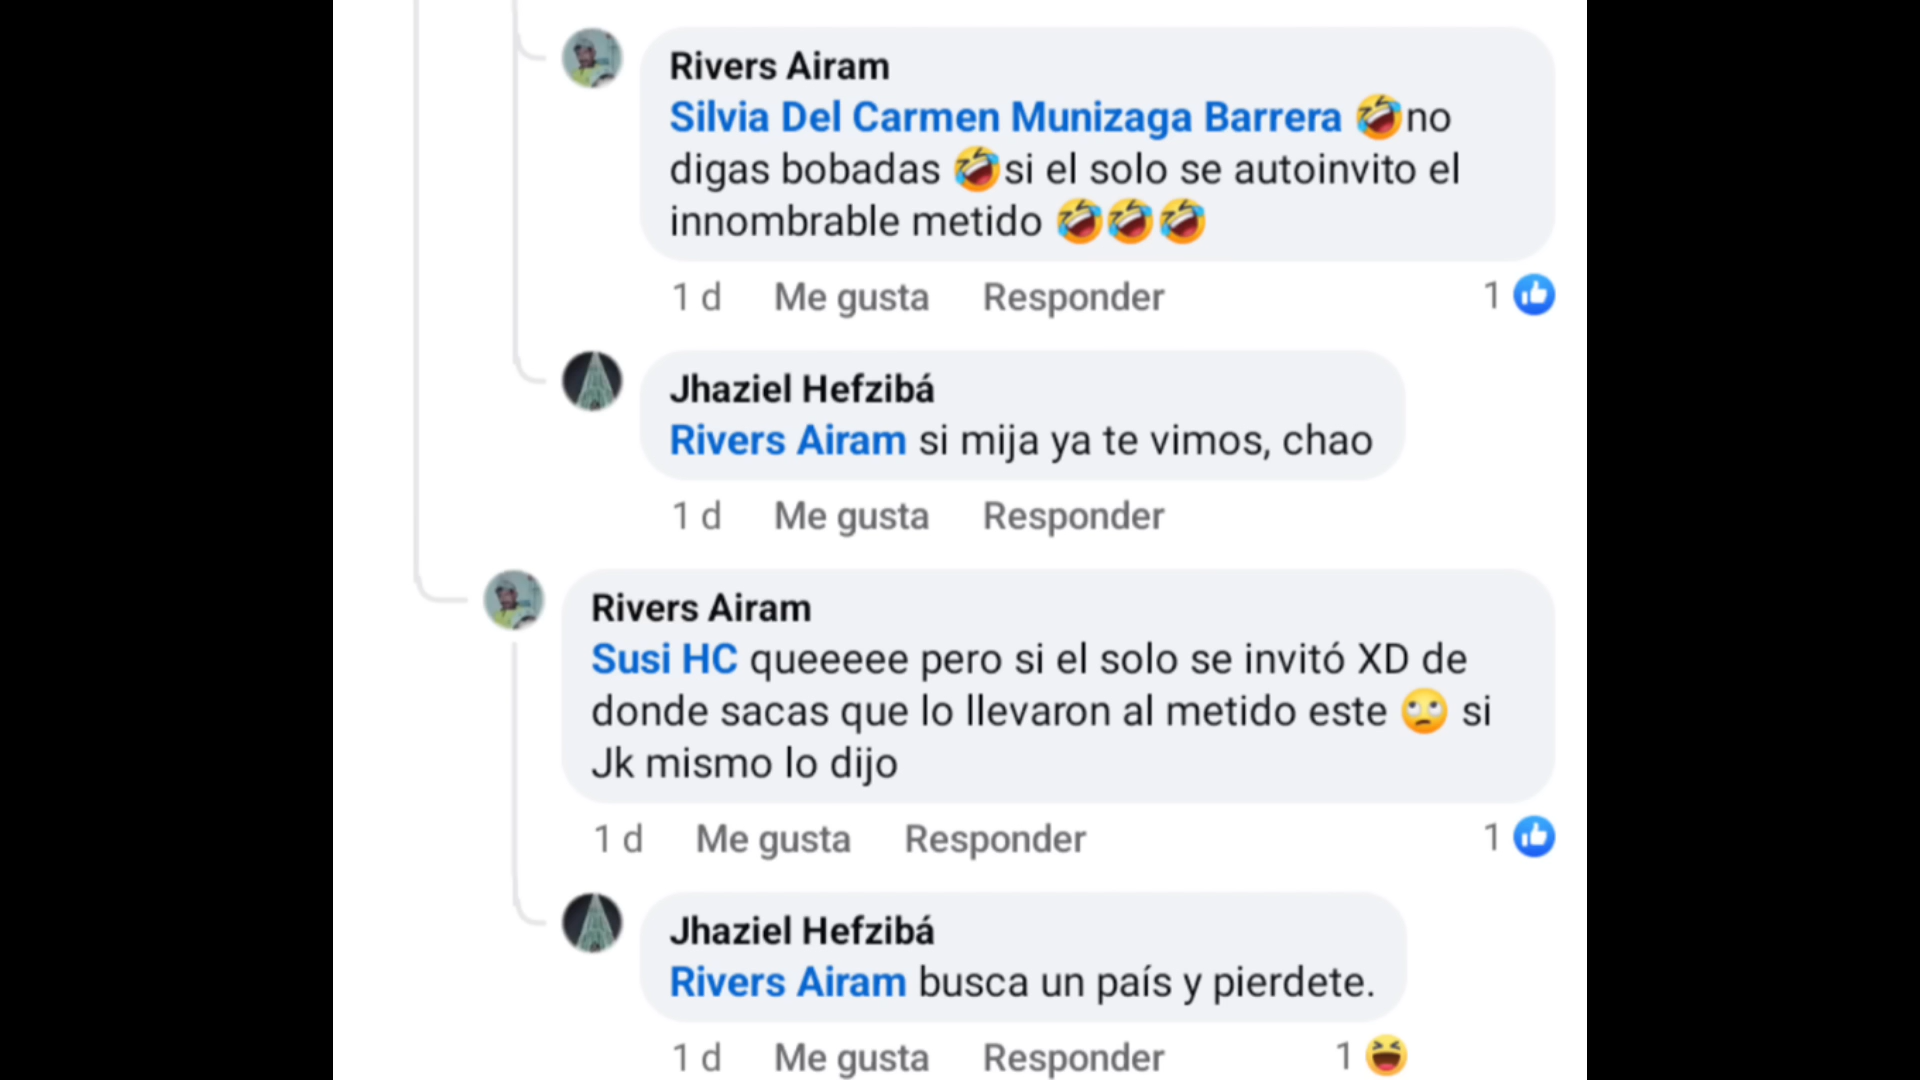 Rivers Airam
Silvia Del Carmen Munizaga Barrera 🤣no
digas bobadas 🤣si el solo se autoinvito el
innombrable metido 🤣🤣🤣
1 d Me gusta Responder 1
Jhaziel Hefzibá
Rivers Airam si mija ya te vimos, chao
1 d Me gusta Responder
Rivers Airam
Susi HC queeeee pero si el solo se invitó XD de
donde sacas que lo llevaron al metido este 🙄 si
Jk mismo lo dijo
1 d Me gusta Responder 1
Jhaziel Hefzibá
Rivers Airam busca un país y pierdete.
1 d Me gusta Responder 1